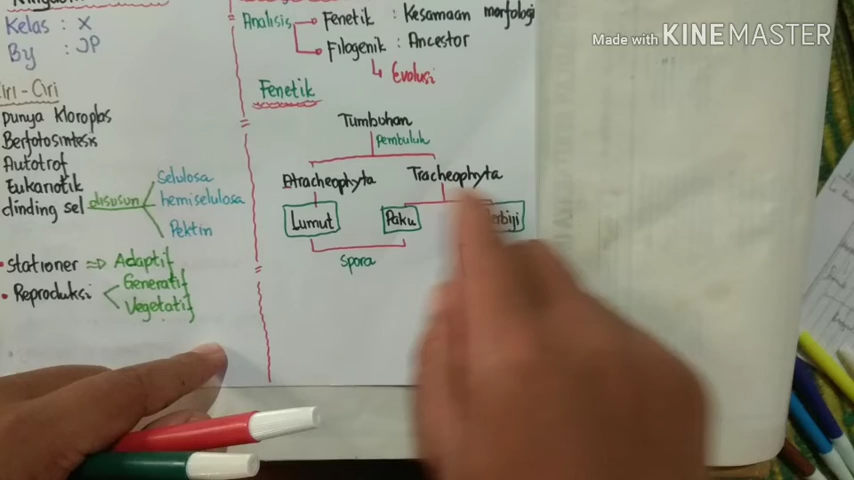 Kelas : X
By : JP
Ciri - Ciri
punya kloroplas
Berfotosintesis
Autotrof
Eukariotik
dinding sel disusun
Selulosa
hemiselulosa
Pektin
• Stationer => Adaptif
• Reproduksi
Generatif
Vegetatif
Analisis
Fenetik : Kesamaan morfologi
Filogenik : Ancestor
↳ Evolusi
Fenetik
Tumbuhan
pembuluh
Atracheophyta
Tracheophyta
Lumut
Paku
erbiji
Spora
Made with KINEMASTER